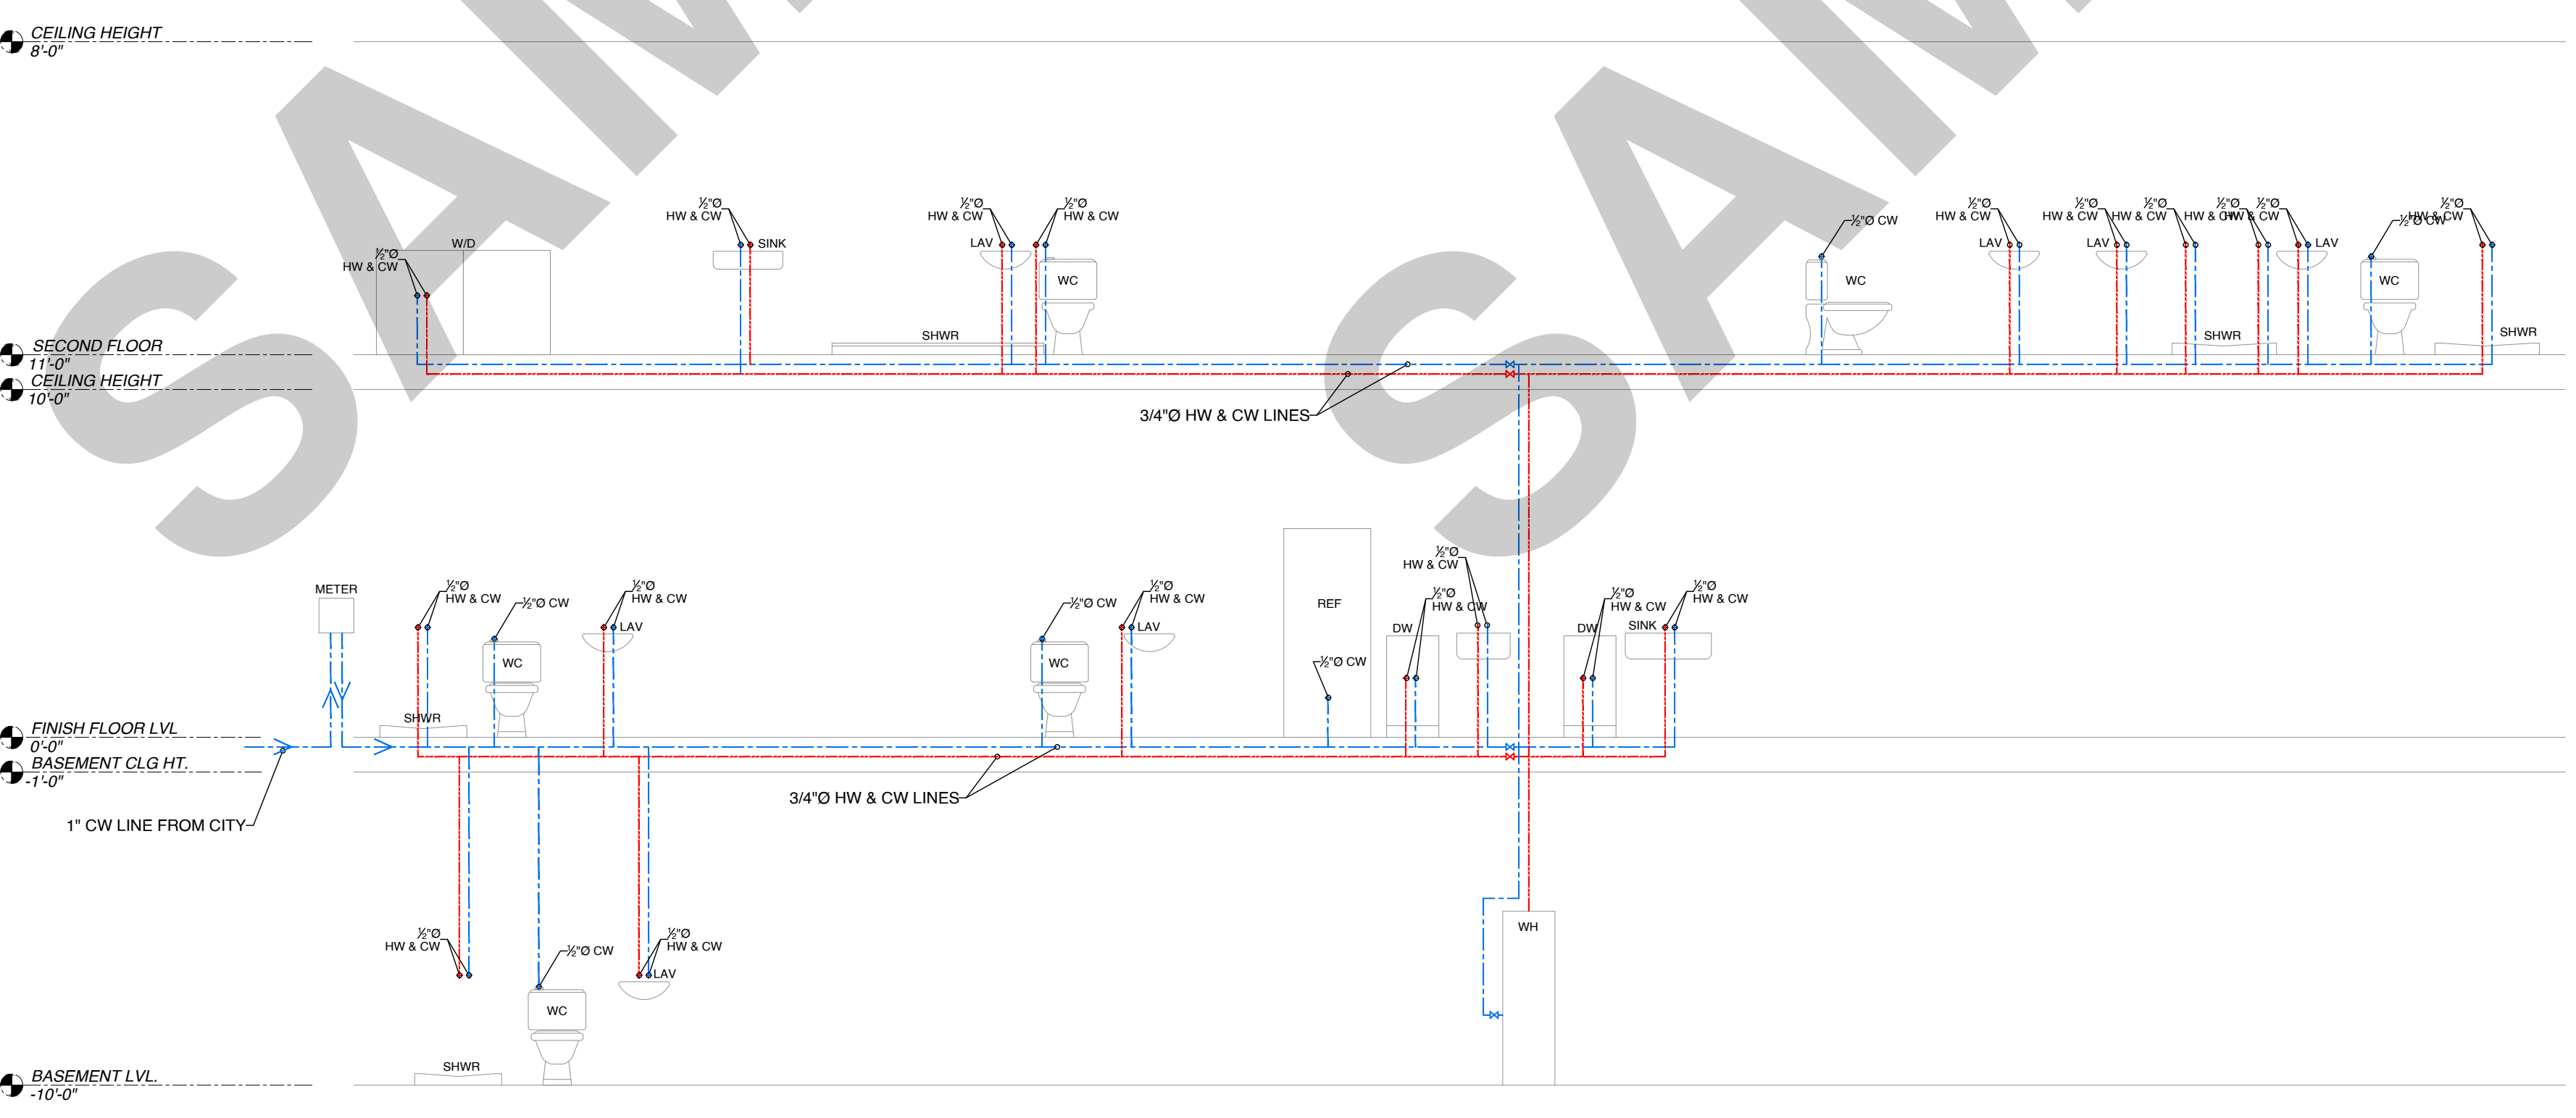 CEILING HEIGHT
8'-0"
SAM
SAM
½"Ø
HW & CW
W/D
½"Ø
HW & CW
SINK
½"Ø
HW & CW
LAV
½"Ø
HW & CW
WC
SHWR
½"Ø CW
WC
½"Ø
HW & CW
LAV
½"Ø
HW & CW
LAV
½"Ø
HW & CW
½"Ø
HW & CW
½"Ø
HW & CW
LAV
SHWR
½"Ø CW
WC
½"Ø
HW & CW
SHWR
SECOND FLOOR
11'-0"
CEILING HEIGHT
10'-0"
3/4"Ø HW & CW LINES
METER
½"Ø
HW & CW
SHWR
½"Ø CW
WC
½"Ø
HW & CW
LAV
½"Ø CW
WC
½"Ø
HW & CW
LAV
REF
½"Ø CW
½"Ø
HW & CW
DW
½"Ø
HW & CW
DW
½"Ø
HW & CW
SINK
½"Ø
HW & CW
FINISH FLOOR LVL
0'-0"
BASEMENT CLG HT.
-1'-0"
3/4"Ø HW & CW LINES
1" CW LINE FROM CITY
½"Ø
HW & CW
½"Ø CW
WC
½"Ø
HW & CW
LAV
WH
SHWR
BASEMENT LVL.
-10'-0"